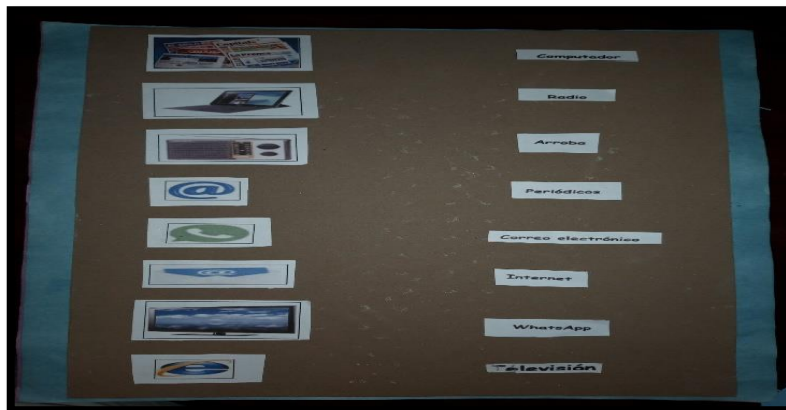 Computador
Radio
Arroba
@
Periódicos
Correo electrónico
@
Internet
WhatsApp
Televisión